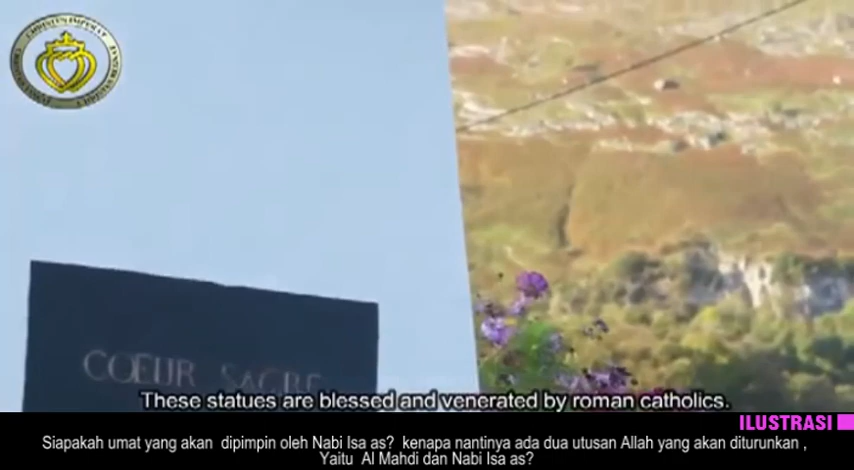 COEUR SACRE
These statues are blessed and venerated by roman catholics.
ILUSTRASI
Siapakah umat yang akan dipimpin oleh Nabi Isa as? kenapa nantinya ada dua utusan Allah yang akan diturunkan ,
Yaitu Al Mahdi dan Nabi Isa as?